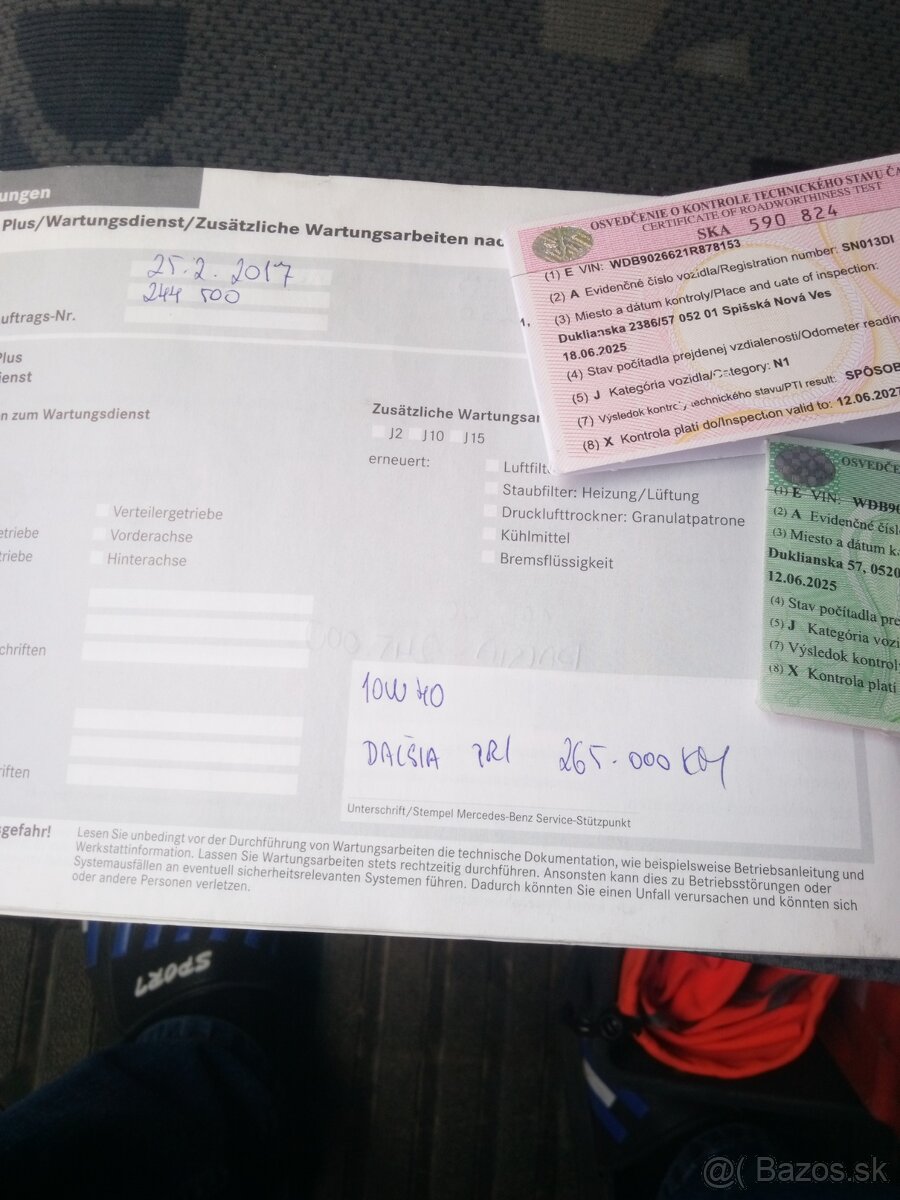 ungen
Plus/Wartungsdienst/Zusätzliche Wartungsarbeiten nac
25.2.2017
244 500
uftrags-Nr.
Plus
ienst
n zum Wartungsdienst
Zusätzliche Wartungsar
J2 J10 J15
erneuert:
Luftfilt
Staubfilter: Heizung/Lüftung
Drucklufttrockner: Granulatpatrone
Kühlmittel
Bremsflüssigkeit
Verteilergetriebe
etriebe
Vorderachse
triebe
Hinterachse
chriften
riften
10W40
DALŠIA PRI 265.000 KM
Unterschrift/Stempel Mercedes-Benz Service-Stützpunkt
sgefahr!
Lesen Sie unbedingt vor der Durchführung von Wartungsarbeiten die technische Dokumentation, wie beispielsweise Betriebsanleitung und
Werkstattinformation. Lassen Sie Wartungsarbeiten stets rechtzeitig durchführen. Ansonsten kann dies zu Betriebsstörungen oder
Systemausfällen an eventuell sicherheitsrelevanten Systemen führen. Dadurch könnten Sie einen Unfall verursachen und könnten sich
oder andere Personen verletzen.
OSVEDČENIE O KONTROLE TECHNICKÉHO STAVU ČA
CERTIFICATE OF ROADWORTHINESS TEST
SKA 590 824
(1) E VIN: WDB9026621R878153
(2) A Evidenčné číslo vozidla/Registration number: SN013DI
(3) Miesto a dátum kontroly/Place and date of inspection:
Duklianska 2386/57 052 01 Spišská Nová Ves
18.06.2025
(4) Stav počítadla prejdenej vzdialenosti/Odometer readin
(5) J Kategória vozidla/Category: N1
(7) Výsledok kontroly technického stavu/PTI result: SPÔSOB
(8) X Kontrola platí do/Inspection valid to: 12.06.2027
OSVEDČE
(1) E VIN: WDB90
(2) A Evidenčné čísl
(3) Miesto a dátum k
Duklianska 57, 0520
12.06.2025
(4) Stav počítadla pre
(5) J Kategória vozi
(7) Výsledok kontrol
(8) X Kontrola platí
SPORT
@( Bazos.sk